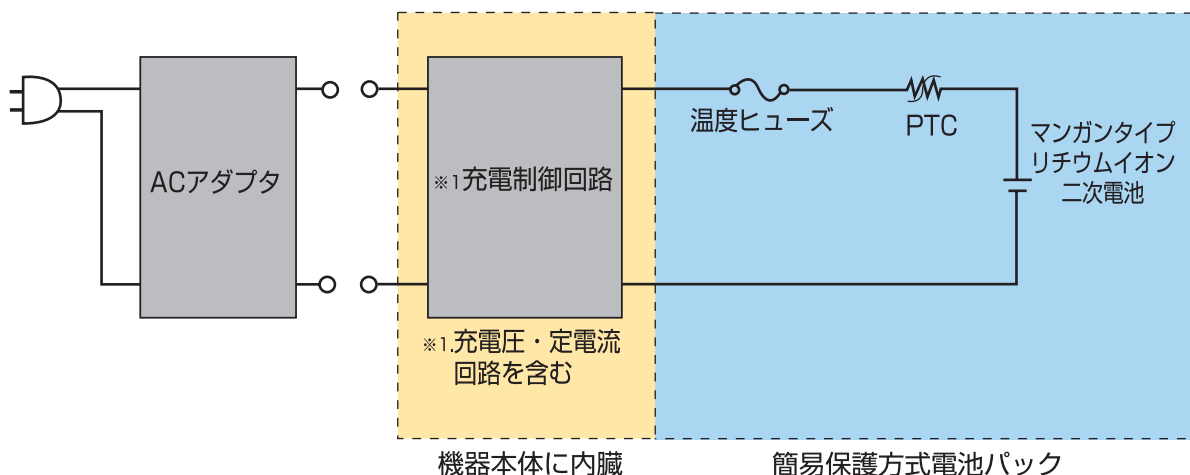 ACアダプタ
※1充電制御回路
※1.充電圧・定電流
回路を含む
機器本体に内臓
温度ヒューズ
PTC
マンガンタイプ
リチウムイオン
二次電池
簡易保護方式電池パック